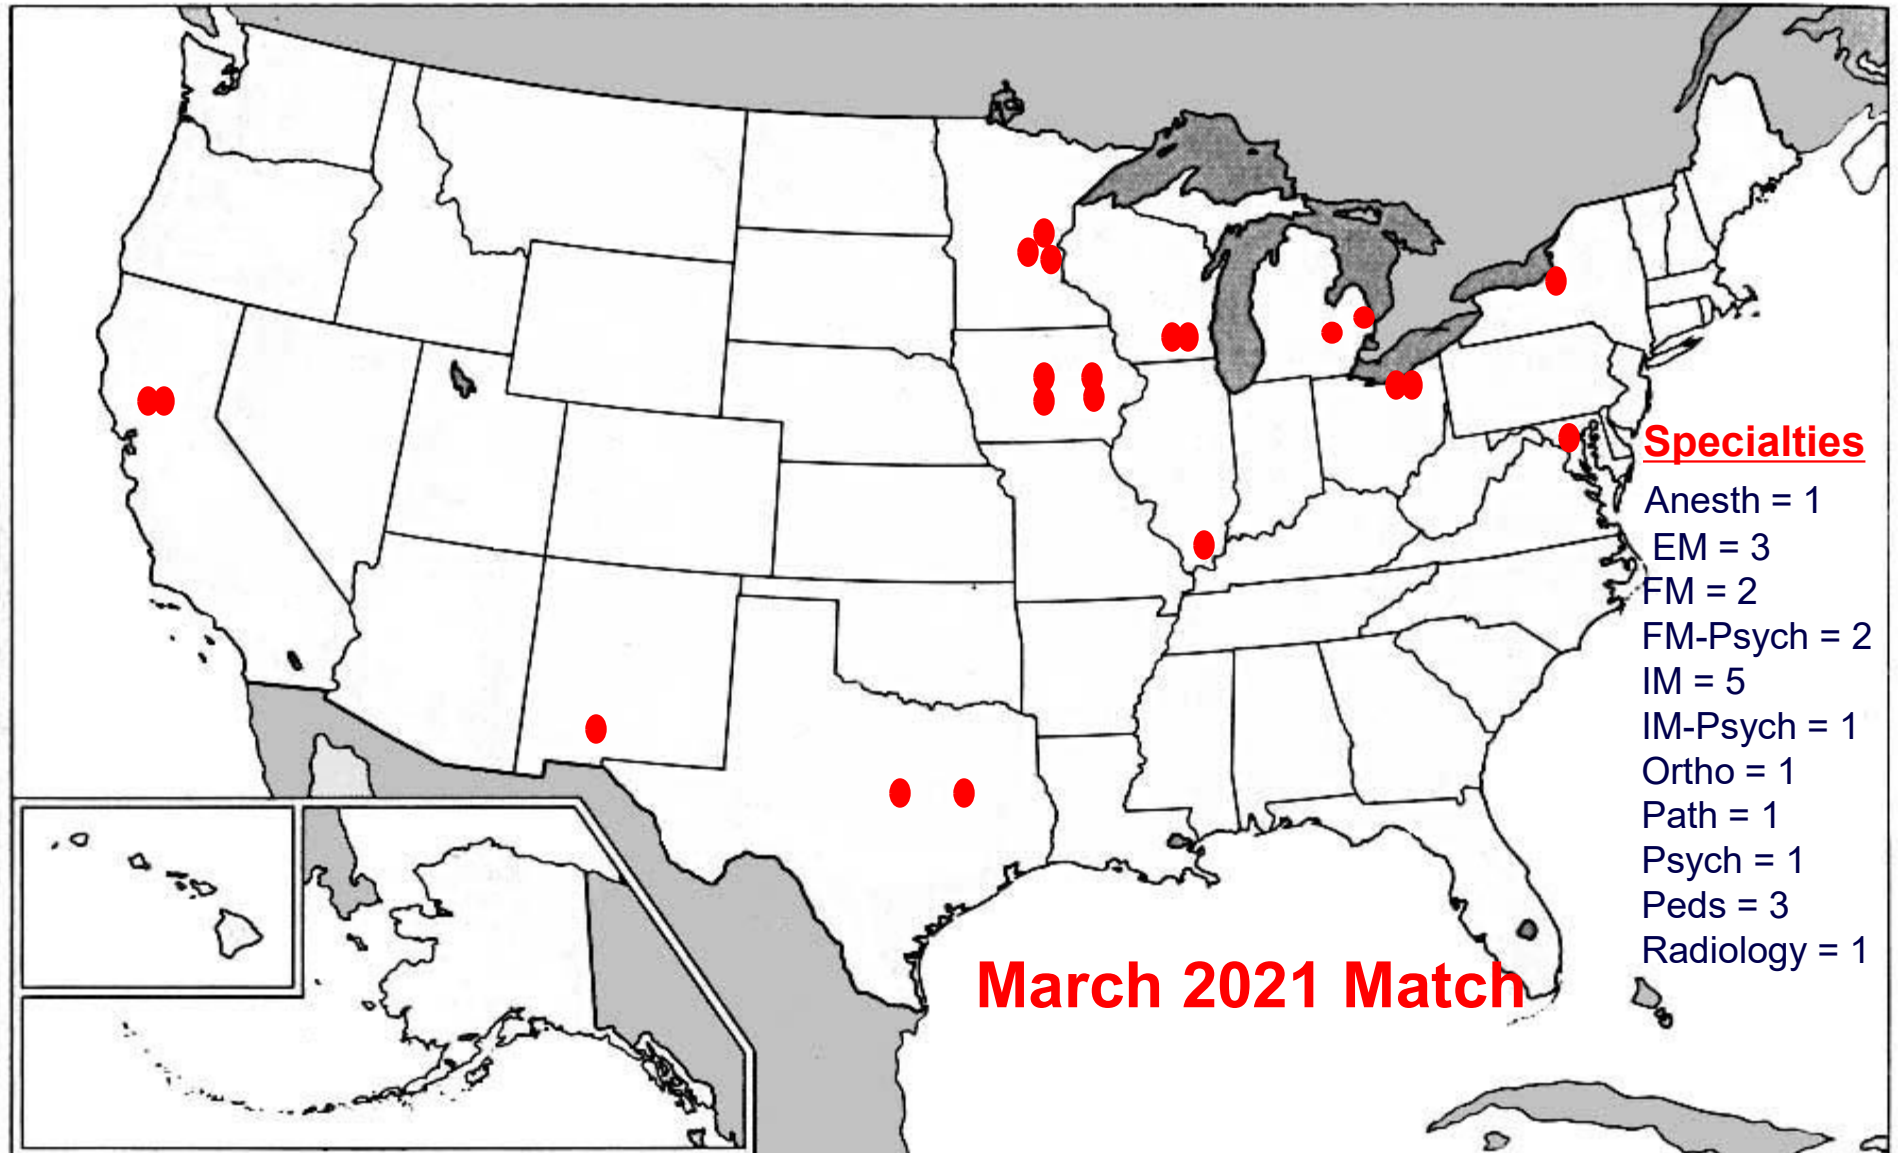 Specialties
Anesth = 1
EM = 3
FM = 2
FM-Psych = 2
IM = 5
IM-Psych = 1
Ortho = 1
Path = 1
Psych = 1
Peds = 3
Radiology = 1
March 2021 Match